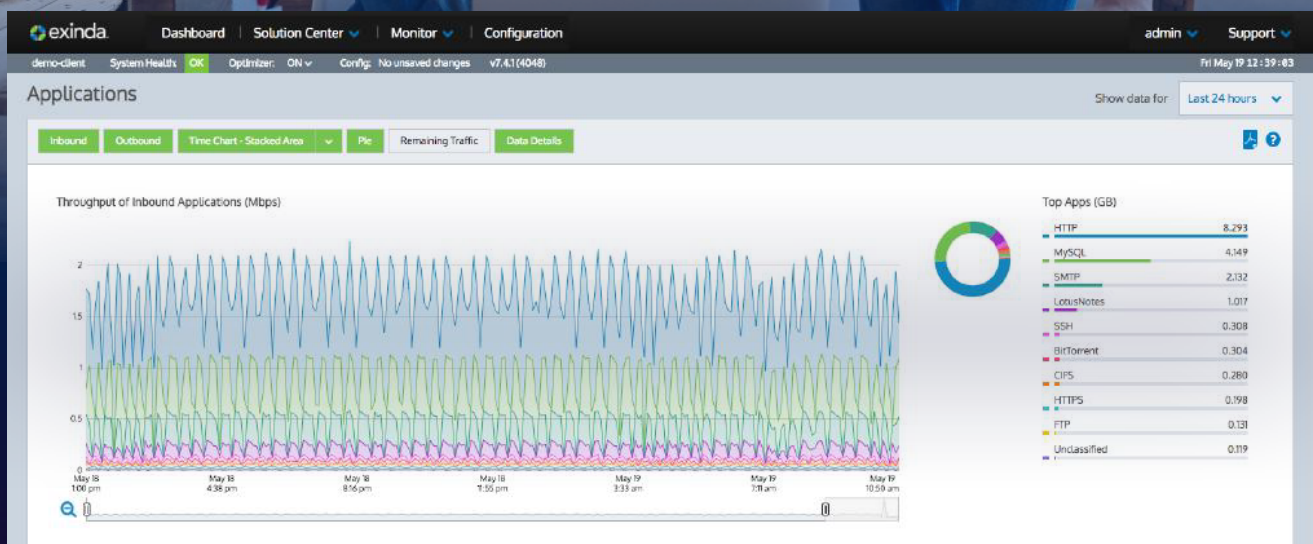 exinda Dashboard Solution Center Monitor Configuration admin Support
demo-client System Health: OK Optimizer: ON Config: No unsaved changes v7.4.1 (4048) Fri May 19 12:39:03
Applications Show data for Last 24 hours
Inbound Outbound Time Chart - Stacked Area Pie Remaining Traffic Data Details
Throughput of Inbound Applications (Mbps)
Top Apps (GB)
HTTP 8.293
MySQL 4.149
SMTP 2.132
LotusNotes 1.017
SSH 0.308
BitTorrent 0.304
CIFS 0.280
HTTPS 0.198
FTP 0.131
Unclassified 0.119
2
1.5
1
0.5
0
May 18 May 18 May 18 May 18 May 19 May 19 May 19
1:00 pm 4:38 pm 8:16 pm 11:55 pm 3:33 am 7:11 am 10:50 am